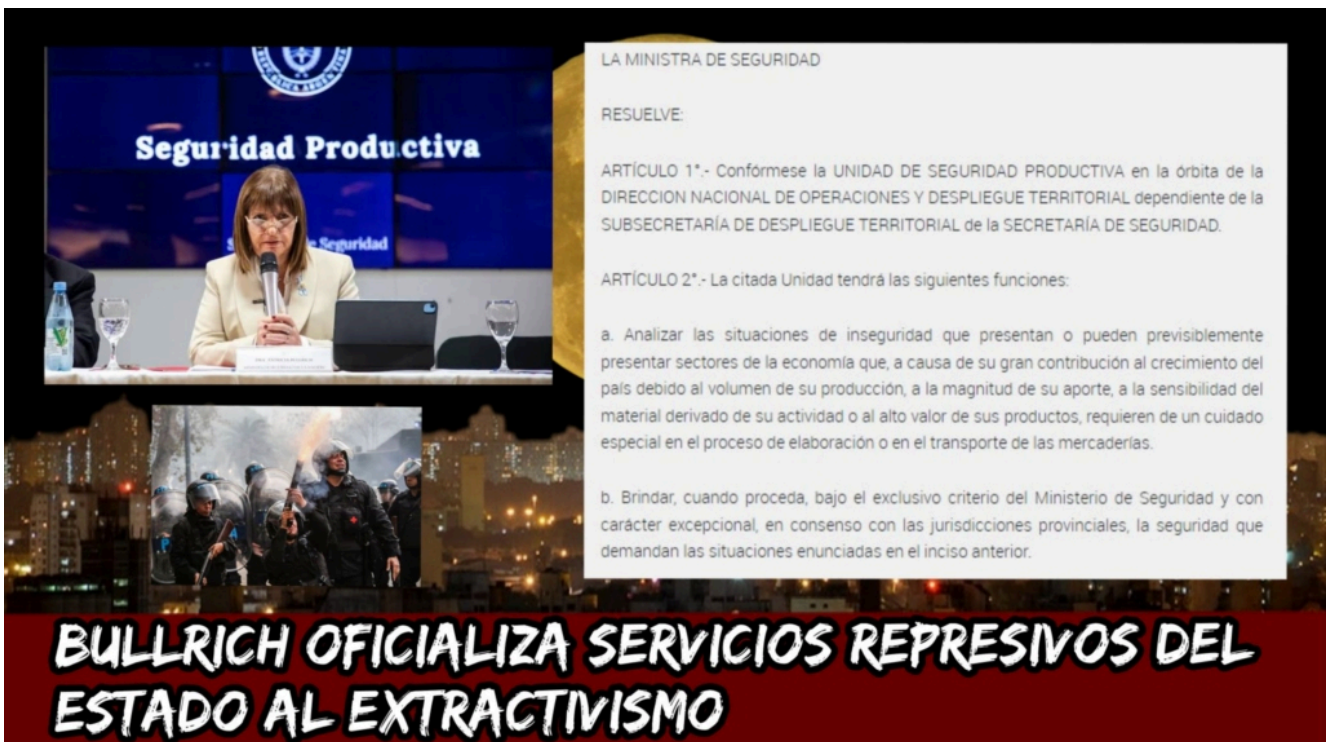 REPÚBLICA ARGENTINA
Seguridad Productiva
de Seguridad
LA MINISTRA DE SEGURIDAD
RESUELVE:
ARTÍCULO 1°.- Confórmese la UNIDAD DE SEGURIDAD PRODUCTIVA en la órbita de la
DIRECCION NACIONAL DE OPERACIONES Y DESPLIEGUE TERRITORIAL dependiente de la
SUBSECRETARÍA DE DESPLIEGUE TERRITORIAL de la SECRETARÍA DE SEGURIDAD.
ARTÍCULO 2°.- La citada Unidad tendrá las siguientes funciones:
a. Analizar las situaciones de inseguridad que presentan o pueden previsiblemente
presentar sectores de la economía que, a causa de su gran contribución al crecimiento del
país debido al volumen de su producción, a la magnitud de su aporte, a la sensibilidad del
material derivado de su actividad o al alto valor de sus productos, requieren de un cuidado
especial en el proceso de elaboración o en el transporte de las mercaderías.
b. Brindar, cuando proceda, bajo el exclusivo criterio del Ministerio de Seguridad y con
carácter excepcional, en consenso con las jurisdicciones provinciales, la seguridad que
demandan las situaciones enunciadas en el inciso anterior.
BULLRICH OFICIALIZA SERVICIOS REPRESIVOS DEL
ESTADO AL EXTRACTIVISMO